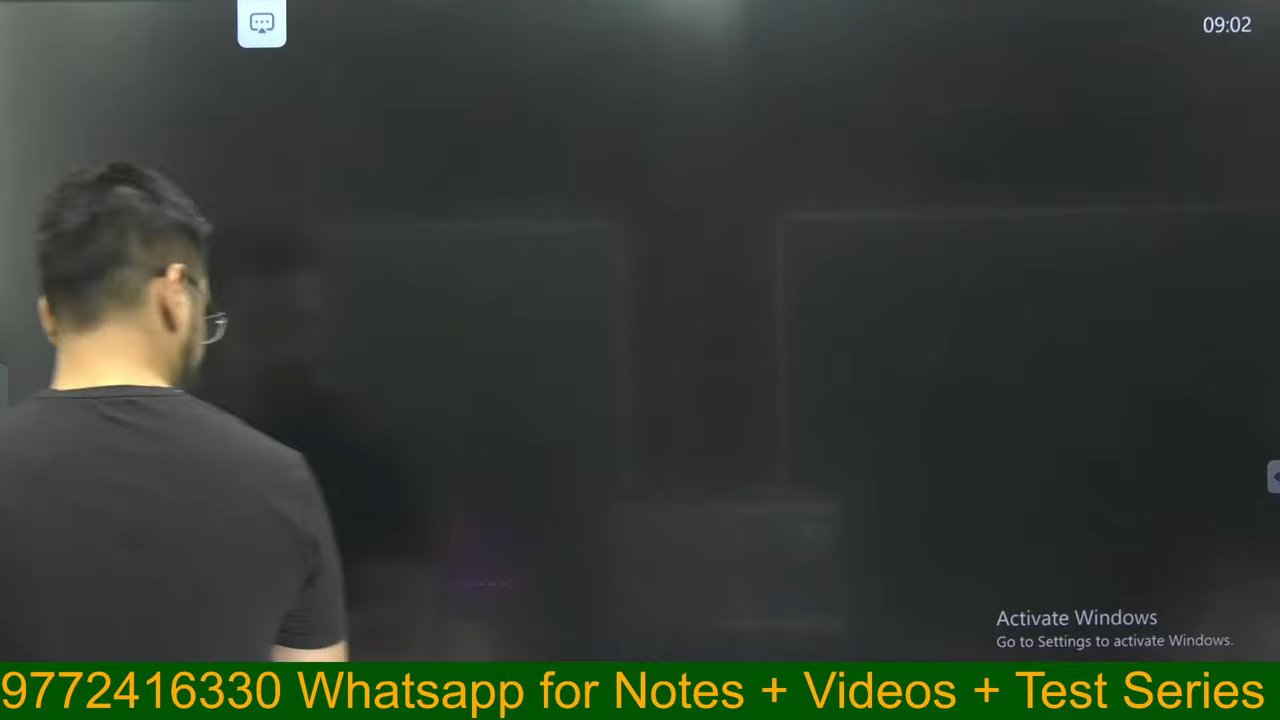 09:02
Activate Windows
Go to Settings to activate Windows.
9772416330 Whatsapp for Notes + Videos + Test Series